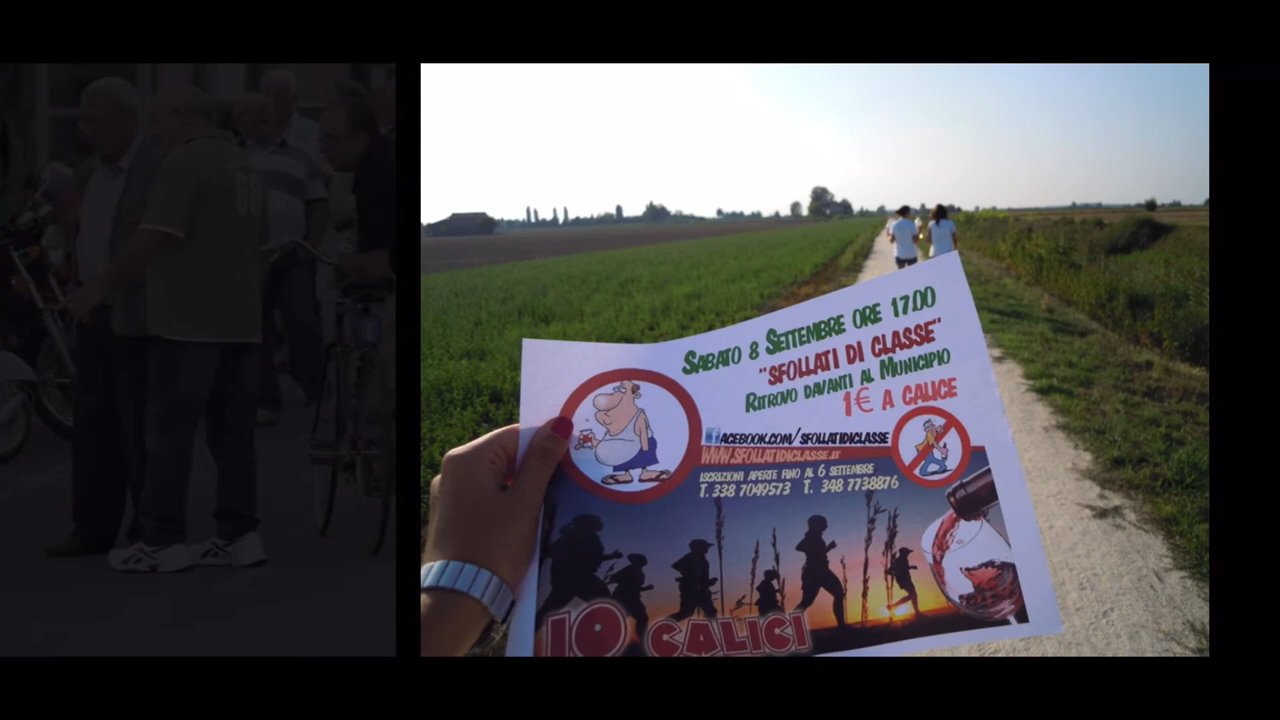 SABATO 8 SETTEMBRE ORE 17.00
"SFOLLATI DI CLASSE"
RITROVO DAVANTI AL MUNICIPIO
1€ A CALICE
FACEBOOK.COM/SFOLLATIDICLASSE
WWW.SFOLLATIDICLASSE.IT
ISCRIZIONI APERTE FINO AL 6 SETTEMBRE
T. 338 7049573 T. 348 7738876
10 CALICI